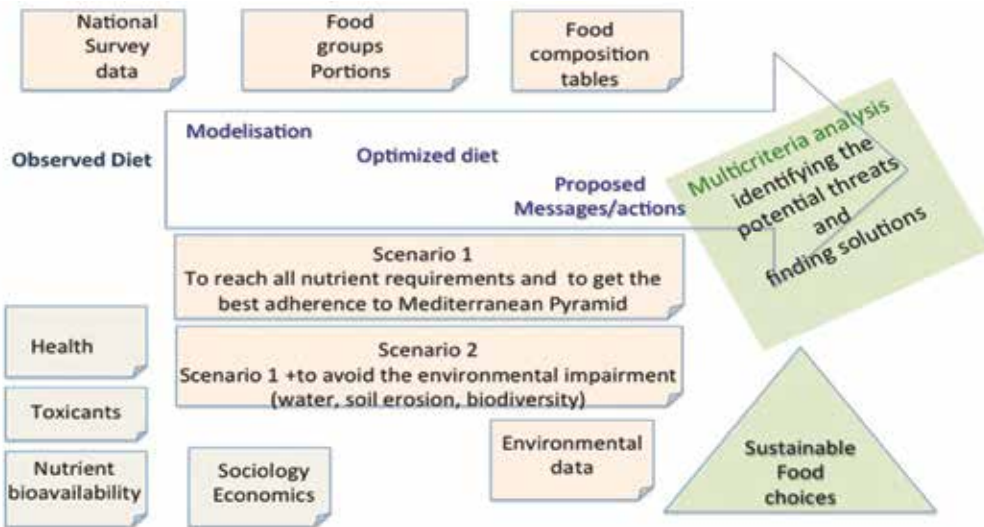 National
Survey
data
Food
groups
Portions
Food
composition
tables
Observed Diet
Modelisation
Optimized diet
Proposed
Messages/actions
Multicriteria analysis
identifying the
potential threats
and
finding solutions
Scenario 1
To reach all nutrient requirements and to get the
best adherence to Mediterranean Pyramid
Scenario 2
Scenario 1 +to avoid the environmental impairment
(water, soil erosion, biodiversity)
Health
Toxicants
Nutrient
bioavailability
Sociology
Economics
Environmental
data
Sustainable
Food
choices